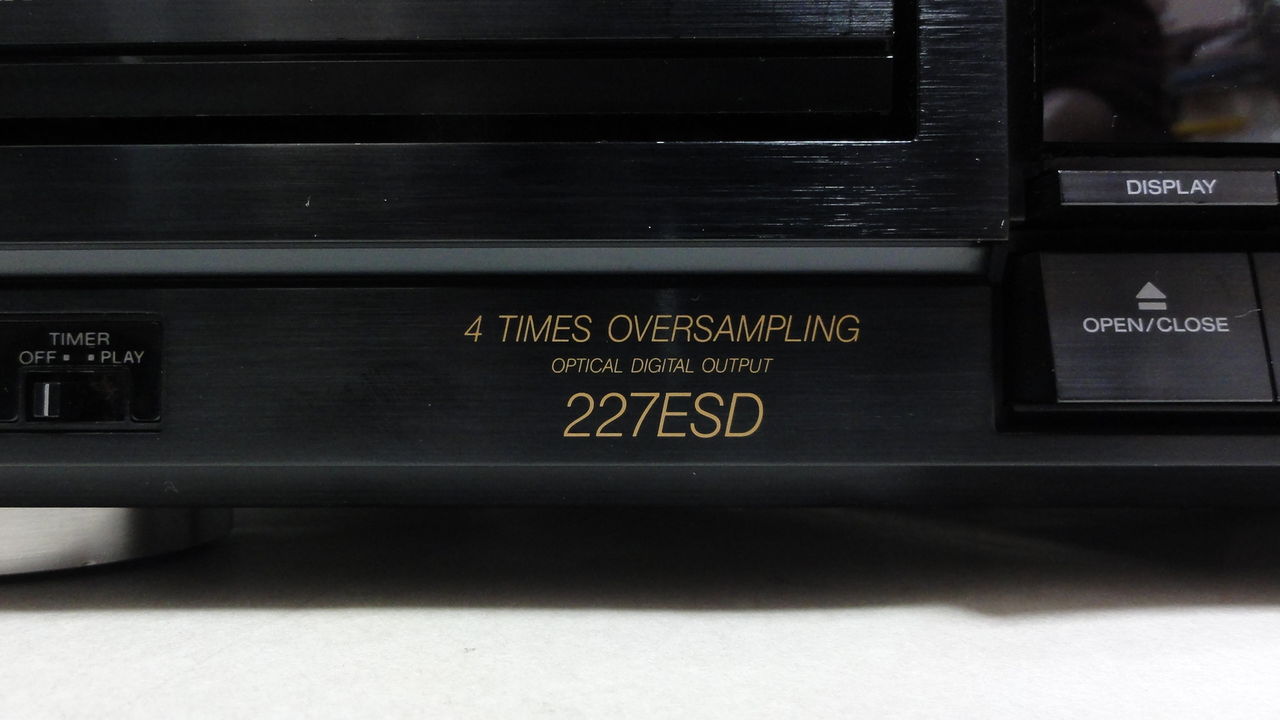 DISPLAY
OPEN/CLOSE
TIMER
OFF PLAY
4 TIMES OVERSAMPLING
OPTICAL DIGITAL OUTPUT
227ESD